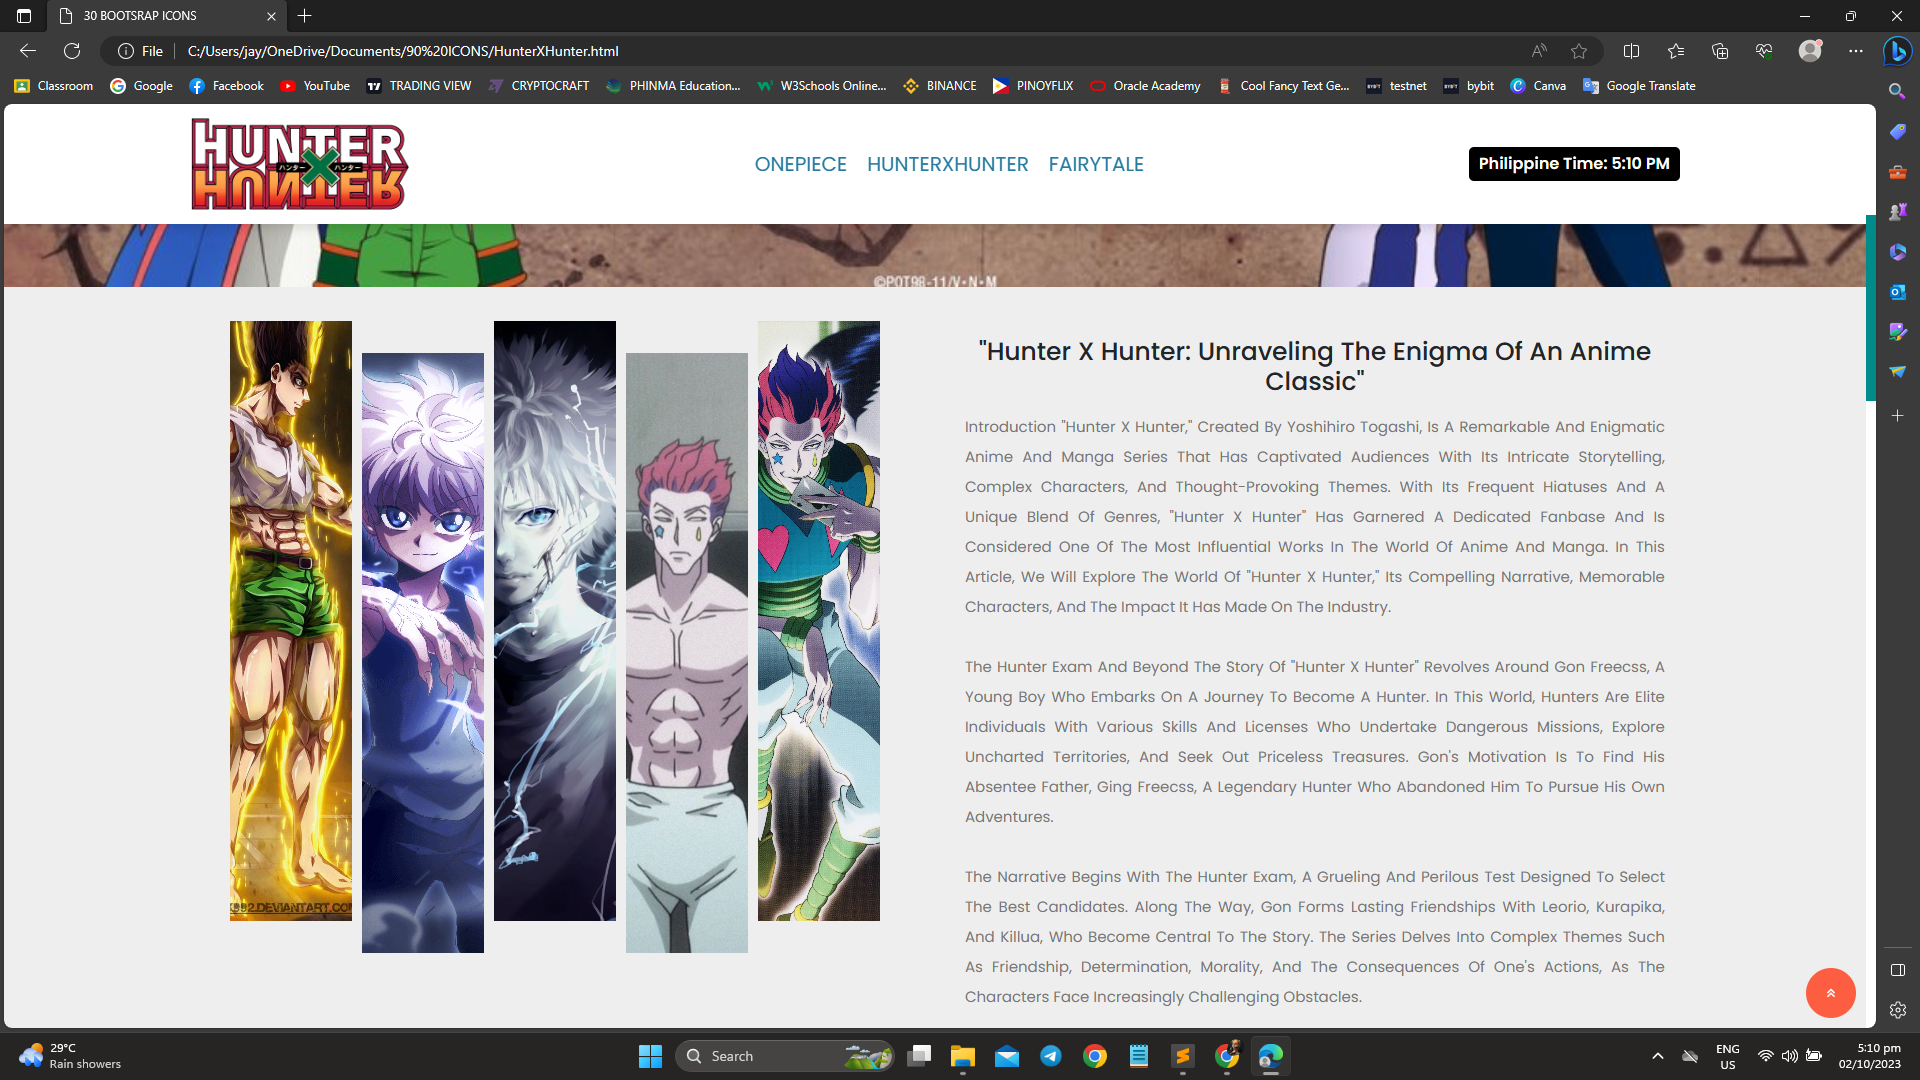 30 BOOTSRAP ICONS
File
C:/Users/jay/OneDrive/Documents/90%20ICONS/HunterXHunter.html
Classroom
Google
Facebook
YouTube
TRADING VIEW
CRYPTOCRAFT
PHINMA Education...
W3Schools Online...
BINANCE
PINOYFLIX
Oracle Academy
Cool Fancy Text Ge...
testnet
bybit
Canva
Google Translate
HUNTER
ハンター X ハンター
HUNTER
ONEPIECE HUNTERXHUNTER FAIRYTALE
Philippine Time: 5:10 PM
©POT98-11/V•N•M
"Hunter X Hunter: Unraveling The Enigma Of An Anime
Classic"
Introduction "Hunter X Hunter," Created By Yoshihiro Togashi, Is A Remarkable And Enigmatic
Anime And Manga Series That Has Captivated Audiences With Its Intricate Storytelling,
Complex Characters, And Thought-Provoking Themes. With Its Frequent Hiatuses And A
Unique Blend Of Genres, "Hunter X Hunter" Has Garnered A Dedicated Fanbase And Is
Considered One Of The Most Influential Works In The World Of Anime And Manga. In This
Article, We Will Explore The World Of "Hunter X Hunter," Its Compelling Narrative, Memorable
Characters, And The Impact It Has Made On The Industry.
The Hunter Exam And Beyond The Story Of "Hunter X Hunter" Revolves Around Gon Freecss, A
Young Boy Who Embarks On A Journey To Become A Hunter. In This World, Hunters Are Elite
Individuals With Various Skills And Licenses Who Undertake Dangerous Missions, Explore
Uncharted Territories, And Seek Out Priceless Treasures. Gon's Motivation Is To Find His
Absentee Father, Ging Freecss, A Legendary Hunter Who Abandoned Him To Pursue His Own
Adventures.
The Narrative Begins With The Hunter Exam, A Grueling And Perilous Test Designed To Select
The Best Candidates. Along The Way, Gon Forms Lasting Friendships With Leorio, Kurapika,
And Killua, Who Become Central To The Story. The Series Delves Into Complex Themes Such
As Friendship, Determination, Morality, And The Consequences Of One's Actions, As The
Characters Face Increasingly Challenging Obstacles.
992.DEVIANTART.COM
29°C
Rain showers
Search
ENG
US
5:10 pm
02/10/2023